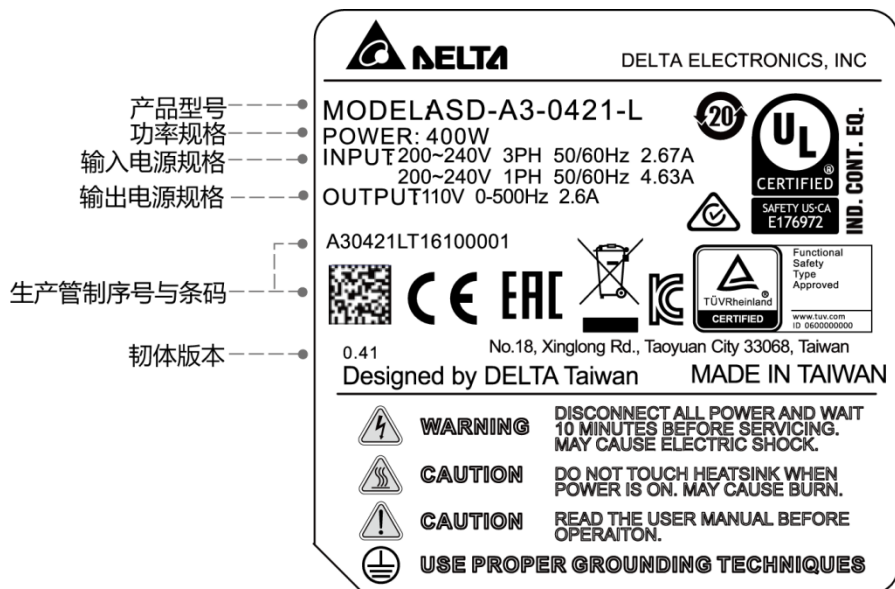 DELTA
DELTA ELECTRONICS, INC
产品型号
MODEL:ASD-A3-0421-L
功率规格
POWER: 400W
输入电源规格
INPUT:200~240V 3PH 50/60Hz 2.67A
200~240V 1PH 50/60Hz 4.63A
输出电源规格
OUTPUT:110V 0-500Hz 2.6A
20
UL
®
CERTIFIED
SAFETY US·CA
E176972
IND. CONT. EQ.
生产管制序号与条码
A30421LT16100001
CE
EAC
KC
TÜVRheinland
®
CERTIFIED
Functional
Safety
Type
Approved
www.tuv.com
ID 0600000000
韧体版本
0.41
No.18, Xinglong Rd., Taoyuan City 33068, Taiwan
Designed by DELTA Taiwan
MADE IN TAIWAN
WARNING
DISCONNECT ALL POWER AND WAIT
10 MINUTES BEFORE SERVICING.
MAY CAUSE ELECTRIC SHOCK.
CAUTION
DO NOT TOUCH HEATSINK WHEN
POWER IS ON. MAY CAUSE BURN.
CAUTION
READ THE USER MANUAL BEFORE
OPERAITON.
USE PROPER GROUNDING TECHNIQUES